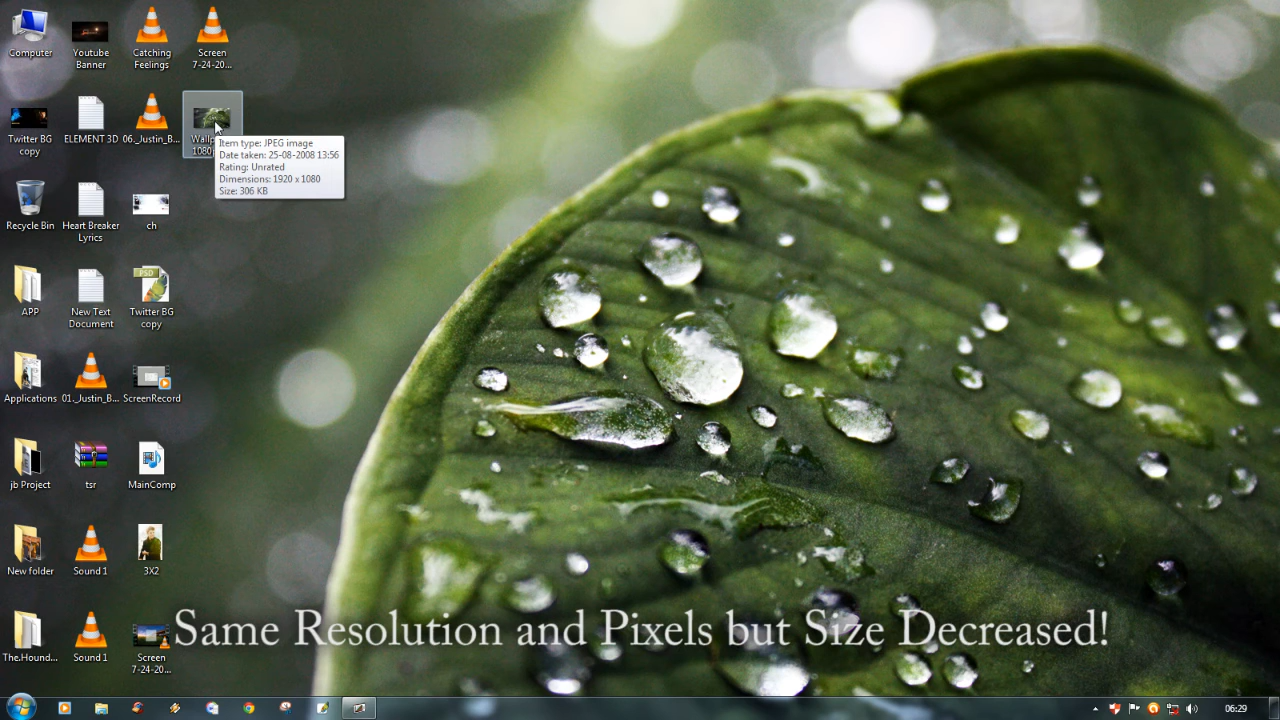 Computer
Youtube
Banner
Catching
Feelings
Screen
7-24-20...
Twitter BG
copy
ELEMENT 3D
06._Justin_B...
Item type: JPEG image
Date taken: 25-08-2008 13:56
Rating: Unrated
Dimensions: 1920 x 1080
Size: 306 KB
Recycle Bin
Heart Breaker
Lyrics
ch
APP
New Text
Document
PSD
Twitter BG
copy
Applications
01._Justin_B...
ScreenRecord
jb Project
tsr
MainComp
New folder
Sound 1
3X2
The.Hound...
Sound 1
Screen
7-24-20...
Same Resolution and Pixels but Size Decreased!
06:29